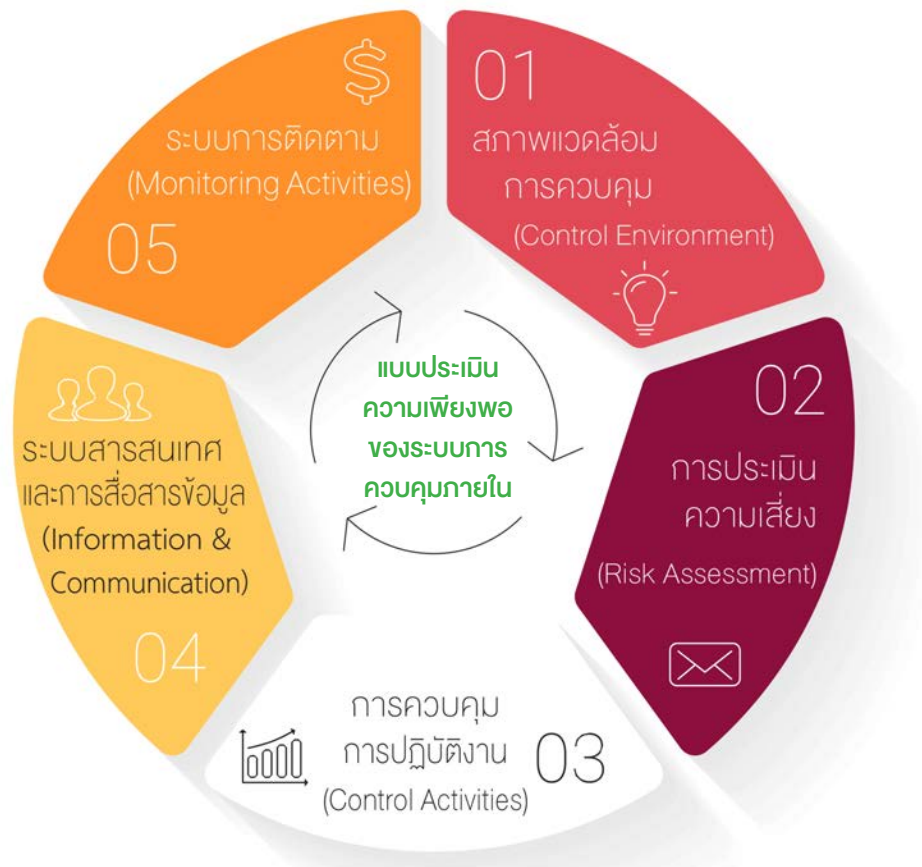 01
สภาพแวดล้อม
การควบคุม
(Control Environment)
02
การประเมิน
ความเสี่ยง
(Risk Assessment)
การควบคุม
การปฏิบัติงาน
(Control Activities)
03
ระบบสารสนเทศ
และการสื่อสารข้อมูล
(Information &
Communication)
04
ระบบการติดตาม
(Monitoring Activities)
05
แบบประเมิน
ความเพียงพอ
ของระบบการ
ควบคุมภายใน